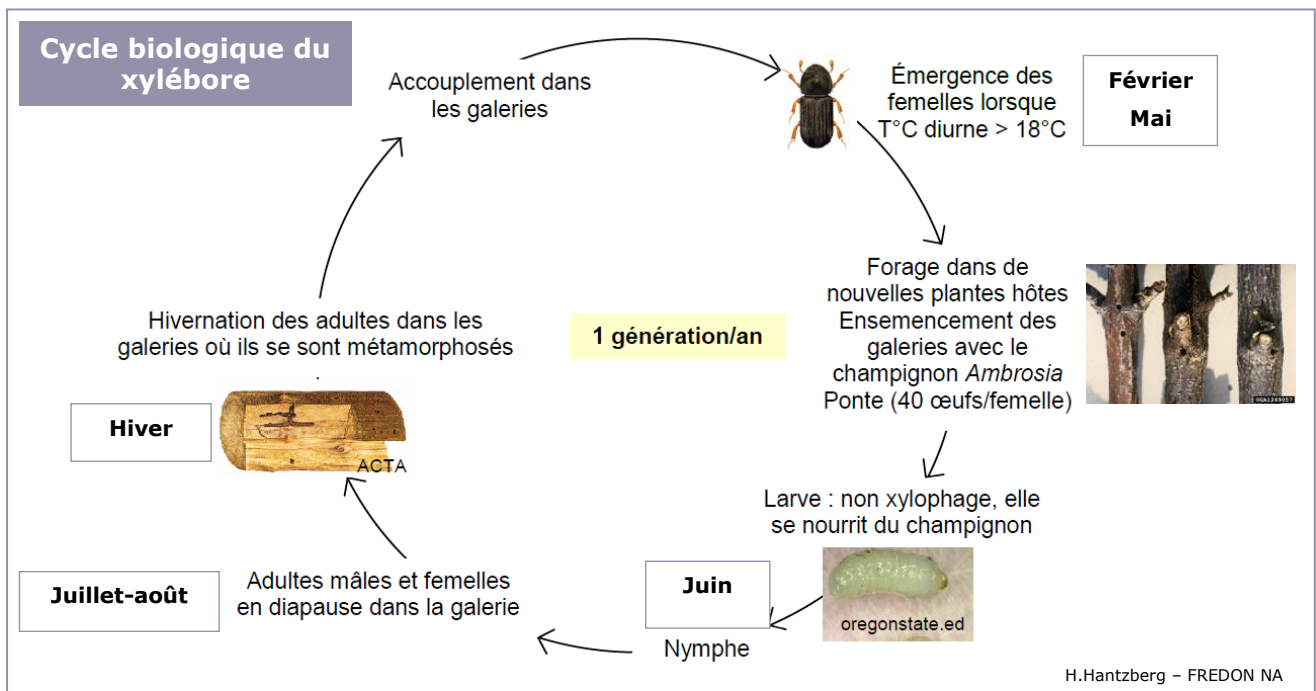 Cycle biologique du
xylébore
Accouplement dans
les galeries
Émergence des
femelles lorsque
T°C diurne > 18°C
Février
Mai
Forage dans de
nouvelles plantes hôtes
Ensemencement des
galeries avec le
champignon Ambrosia
Ponte (40 œufs/femelle)
UGA1269057
1 génération/an
Larve : non xylophage, elle
se nourrit du champignon
oregonstate.ed
Juin
Nymphe
Adultes mâles et femelles
en diapause dans la galerie
Juillet-août
Hivernation des adultes dans les
galeries où ils se sont métamorphosés
Hiver
ACTA
H.Hantzberg – FREDON NA